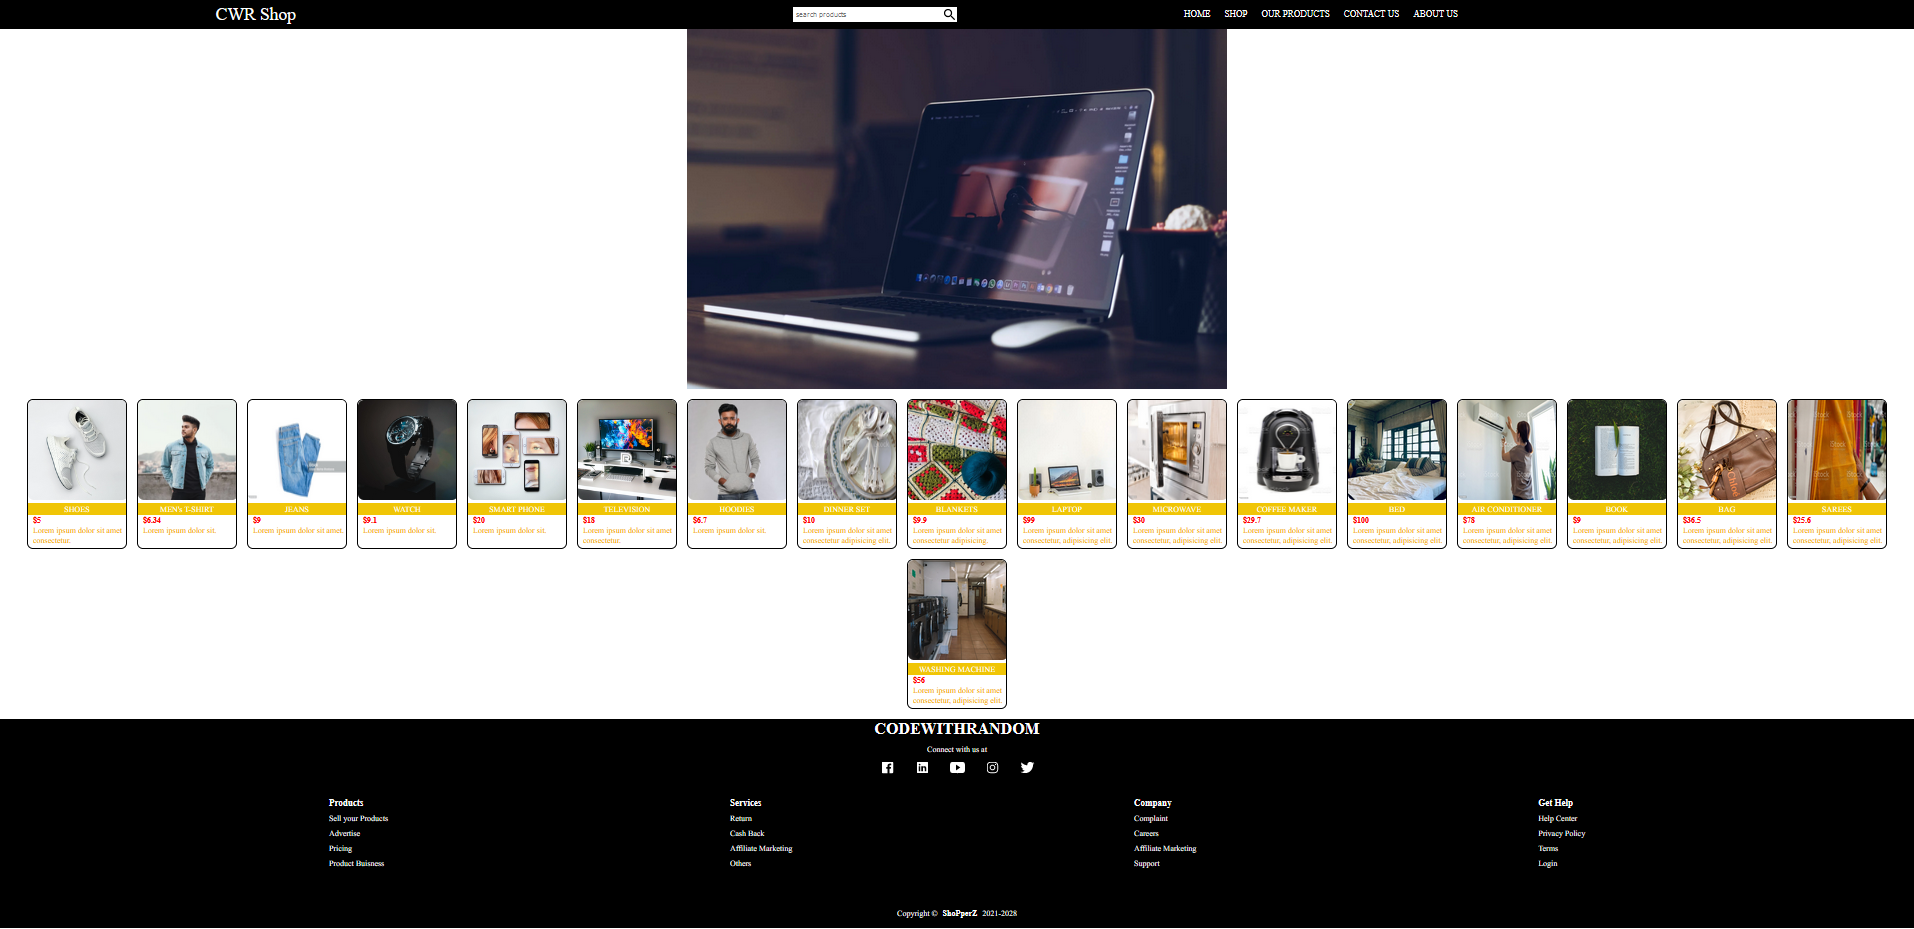 CWR Shop
search products
HOME SHOP OUR PRODUCTS CONTACT US ABOUT US
SHOES
$5
Lorem ipsum dolor sit amet
consectetur.
MEN's T-SHIRT
$6.34
Lorem ipsum dolor sit.
JEANS
$9
Lorem ipsum dolor sit amet.
WATCH
$9.1
Lorem ipsum dolor sit.
SMART PHONE
$20
Lorem ipsum dolor sit.
TELEVISION
$18
Lorem ipsum dolor sit amet
consectetur.
HOODIES
$6.7
Lorem ipsum dolor sit.
DINNER SET
$10
Lorem ipsum dolor sit amet
consectetur adipisicing elit.
BLANKETS
$9.9
Lorem ipsum dolor sit amet
consectetur adipisicing.
LAPTOP
$99
Lorem ipsum dolor sit amet
consectetur, adipisicing elit.
MICROWAVE
$30
Lorem ipsum dolor sit amet
consectetur, adipisicing elit.
COFFEE MAKER
$29.7
Lorem ipsum dolor sit amet
consectetur, adipisicing elit.
BED
$100
Lorem ipsum dolor sit amet
consectetur, adipisicing elit.
AIR CONDITIONER
$78
Lorem ipsum dolor sit amet
consectetur, adipisicing elit.
BOOK
$9
Lorem ipsum dolor sit amet
consectetur, adipisicing elit.
BAG
$36.5
Lorem ipsum dolor sit amet
consectetur, adipisicing elit.
iStock
iStock
iStock
SAREES
$25.6
Lorem ipsum dolor sit amet
consectetur, adipisicing elit.
WASHING MACHINE
$56
Lorem ipsum dolor sit amet
consectetur, adipisicing elit.
CODEWITHRANDOM
Connect with us at
Products
Sell your Products
Advertise
Pricing
Product Buisness
Services
Return
Cash Back
Affiliate Marketing
Others
Company
Complaint
Careers
Affiliate Marketing
Support
Get Help
Help Center
Privacy Policy
Terms
Login
Copyright © ShoPperZ 2021-2028